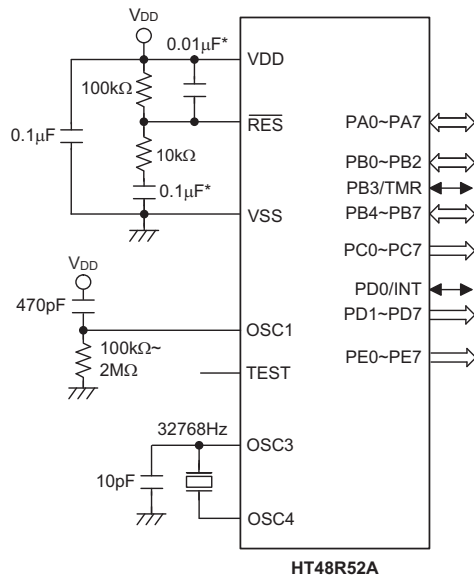 VDD
0.01μF*
VDD
100kΩ
RES
0.1μF
10kΩ
0.1μF*
VSS
VDD
470pF
OSC1
100kΩ~
2MΩ
TEST
32768Hz
OSC3
10pF
OSC4
PA0~PA7
PB0~PB2
PB3/TMR
PB4~PB7
PC0~PC7
PD0/INT
PD1~PD7
PE0~PE7
HT48R52A